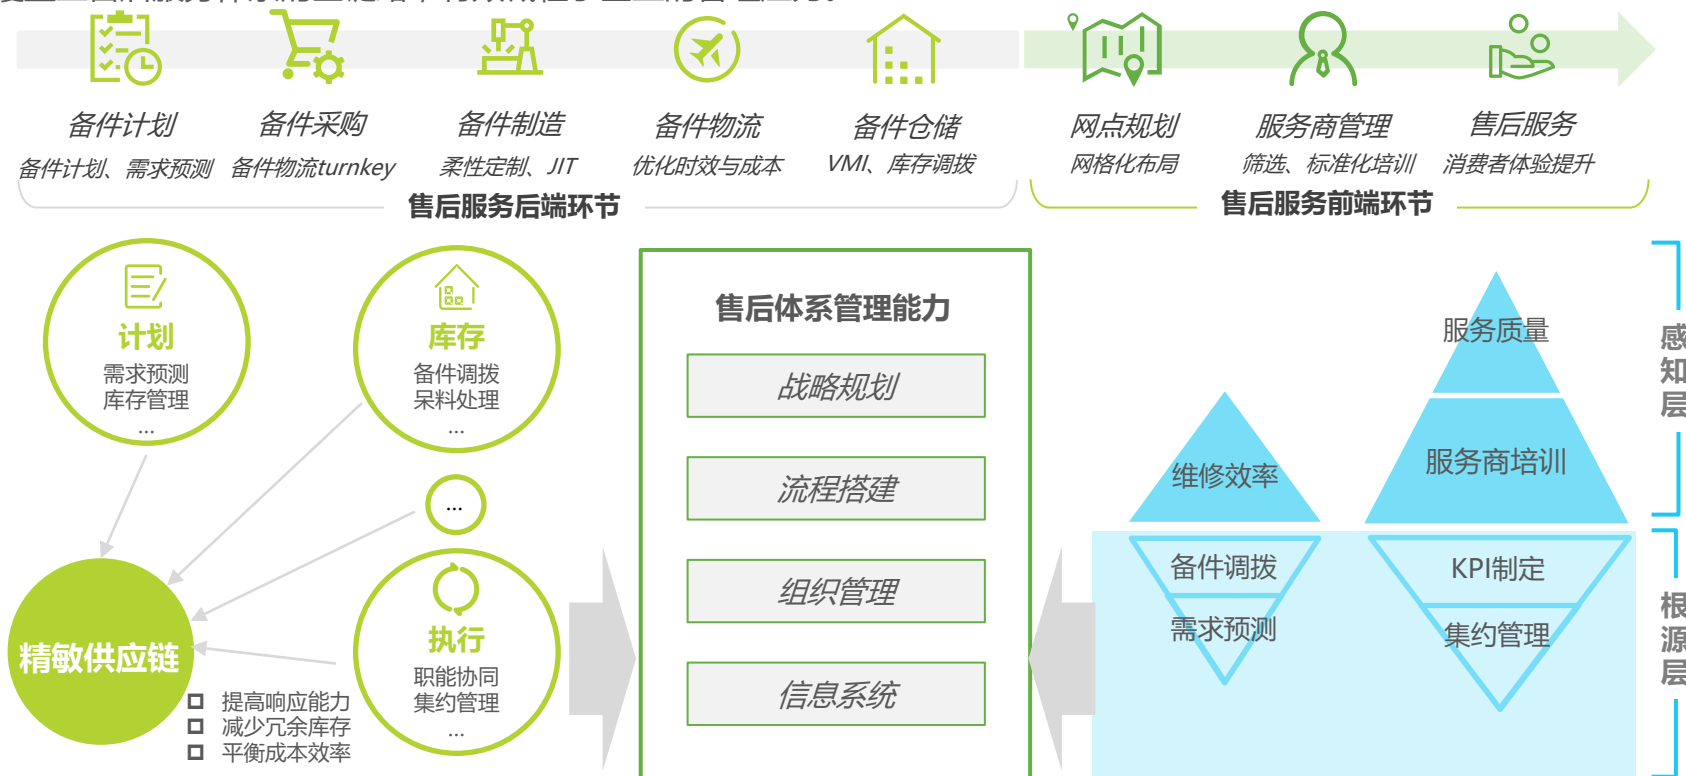 备件计划
备件采购
备件制造
备件物流
备件仓储
网点规划
服务商管理
售后服务
备件计划、需求预测
备件物流turnkey
柔性定制、JIT
优化时效与成本
VMI、库存调拨
网格化布局
筛选、标准化培训
消费者体验提升
售后服务后端环节
售后服务前端环节
计划
需求预测
库存管理
...
库存
备件调拨
呆料处理
...
...
执行
职能协同
集约管理
...
精敏供应链
提高响应能力
减少冗余库存
平衡成本效率
售后体系管理能力
战略规划
流程搭建
组织管理
信息系统
维修效率
备件调拨
需求预测
服务质量
服务商培训
KPI制定
集约管理
感知层
根源层